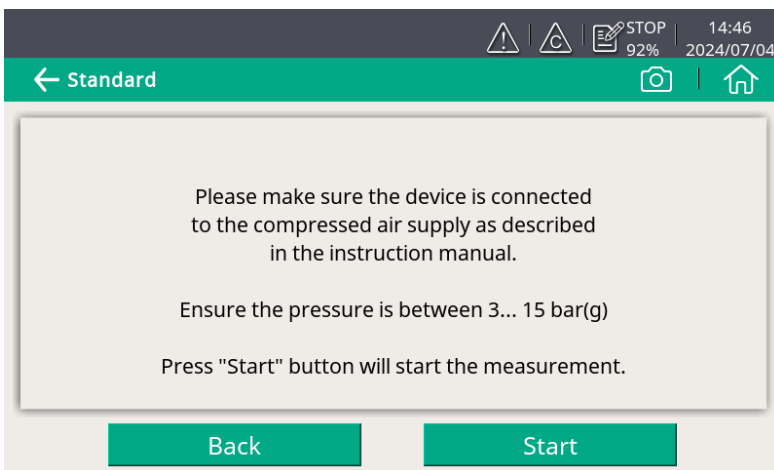 STOP
14:46
92%
2024/07/04
C
Standard
Please make sure the device is connected
to the compressed air supply as described
in the instruction manual.
Ensure the pressure is between 3... 15 bar(g)
Press "Start" button will start the measurement.
Back
Start